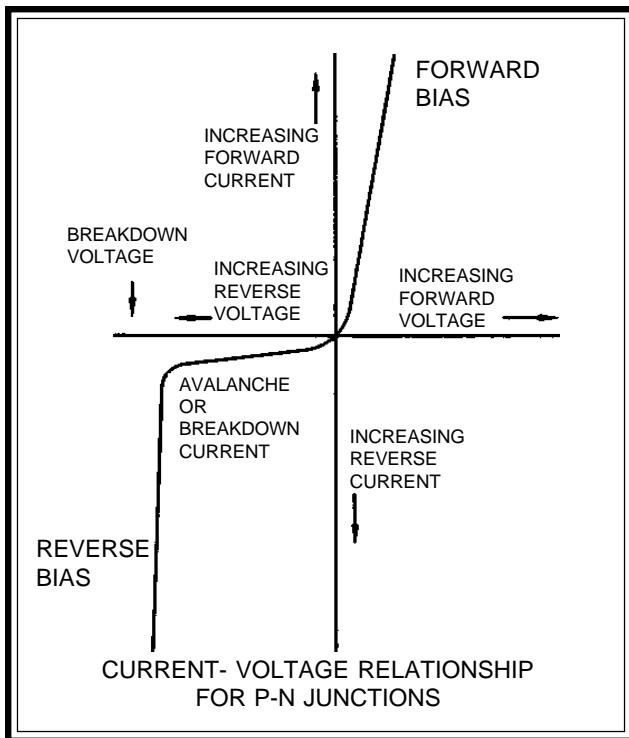 FORWARD
BIAS
INCREASING
FORWARD
CURRENT
BREAKDOWN
VOLTAGE
INCREASING
REVERSE
VOLTAGE
INCREASING
FORWARD
VOLTAGE
AVALANCHE
OR
BREAKDOWN
CURRENT
INCREASING
REVERSE
CURRENT
REVERSE
BIAS
CURRENT- VOLTAGE RELATIONSHIP
FOR P-N JUNCTIONS